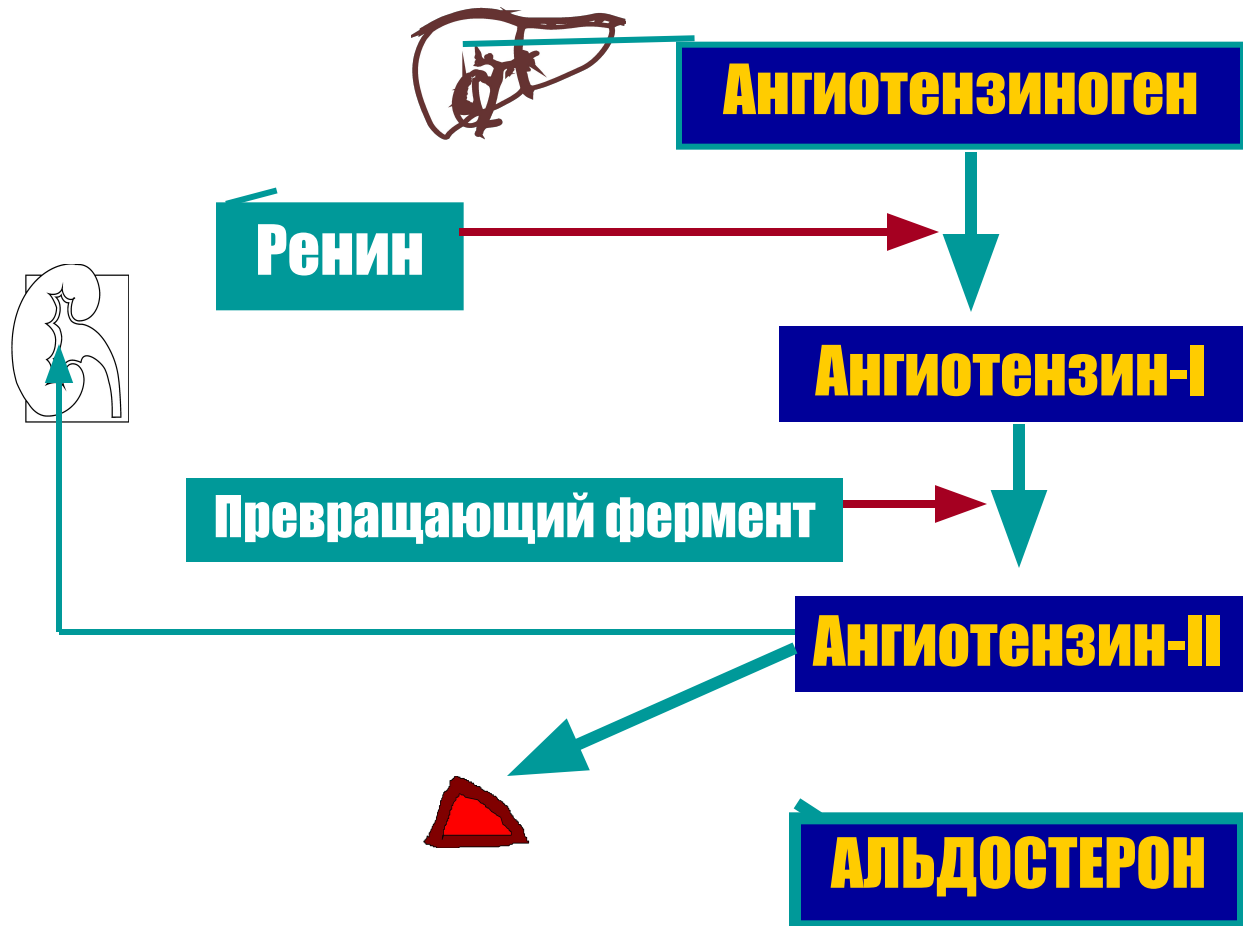 Ангиотензиноген
Ренин
Ангиотензин-I
Превращающий фермент
Ангиотензин-II
АЛЬДОСТЕРОН